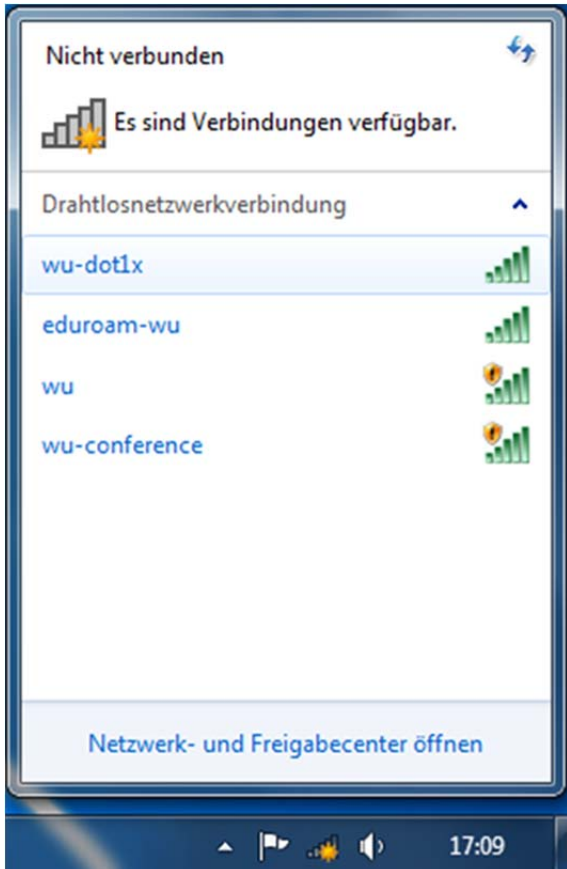 Nicht verbunden
Es sind Verbindungen verfügbar.
Drahtlosnetzwerkverbindung
wu-dot1x
eduroam-wu
wu
wu-conference
Netzwerk- und Freigabecenter öffnen
17:09